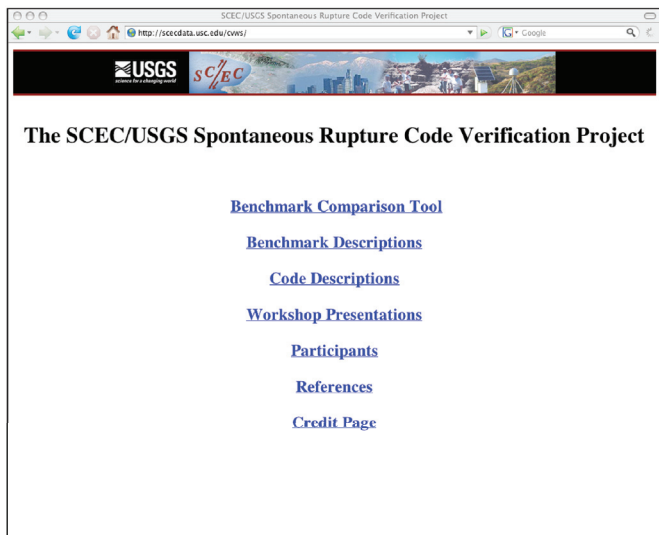 SCEC/USGS Spontaneous Rupture Code Verification Project
http://scecdata.usc.edu/cvws/
Google
USGS
science for a changing world
SC/EC
The SCEC/USGS Spontaneous Rupture Code Verification Project
Benchmark Comparison Tool
Benchmark Descriptions
Code Descriptions
Workshop Presentations
Participants
References
Credit Page